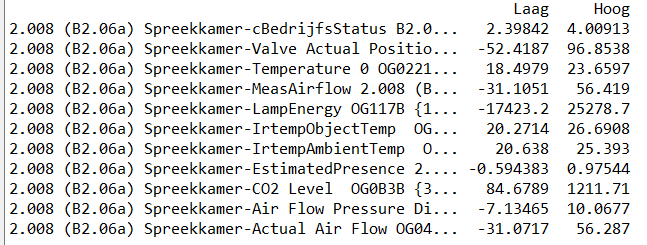 Laag Hoog
2.008 (B2.06a) Spreekkamer-cBedrijfsStatus B2.0... 2.39842 4.00913
2.008 (B2.06a) Spreekkamer-Valve Actual Positio... -52.4187 96.8538
2.008 (B2.06a) Spreekkamer-Temperature 0 OG0221... 18.4979 23.6597
2.008 (B2.06a) Spreekkamer-MeasAirflow 2.008 (B... -31.1051 56.419
2.008 (B2.06a) Spreekkamer-LampEnergy OG117B {1... -17423.2 25278.7
2.008 (B2.06a) Spreekkamer-IrtempObjectTemp  OG... 20.2714 26.6908
2.008 (B2.06a) Spreekkamer-IrtempAmbientTemp  O... 20.638 25.393
2.008 (B2.06a) Spreekkamer-EstimatedPresence 2.... -0.594383 0.97544
2.008 (B2.06a) Spreekkamer-CO2 Level  OG0B3B {3... 84.6789 1211.71
2.008 (B2.06a) Spreekkamer-Air Flow Pressure Di... -7.13465 10.0677
2.008 (B2.06a) Spreekkamer-Actual Air Flow OG04... -31.0717 56.287